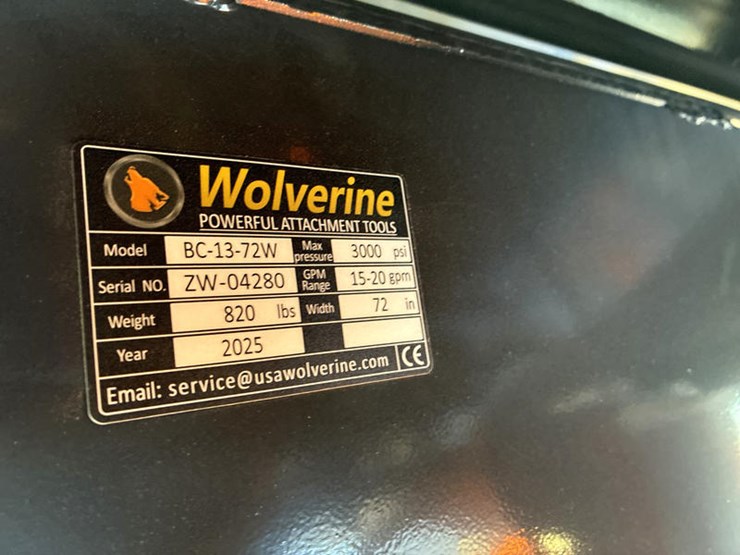 Wolverine
POWERFUL ATTACHMENT TOOLS
Model BC-13-72W Max pressure 3000 psi
Serial NO. ZW-04280 GPM Range 15-20 gpm
Weight 820 lbs Width 72 in
Year 2025
Email: service@usawolverine.com CE